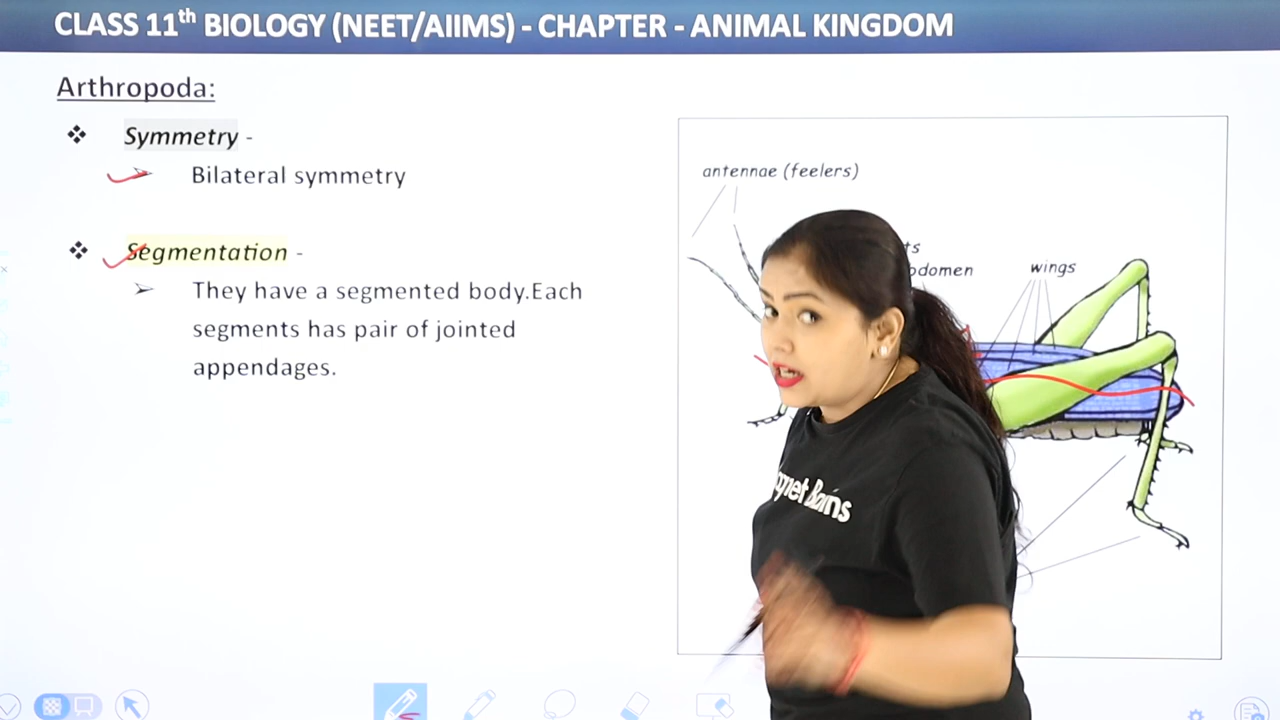 CLASS 11th BIOLOGY (NEET/AIIMS) - CHAPTER - ANIMAL KINGDOM
Arthropoda:
Symmetry -
Bilateral symmetry
Segmentation -
They have a segmented body.Each
segments has pair of jointed
appendages.
antennae (feelers)
wings